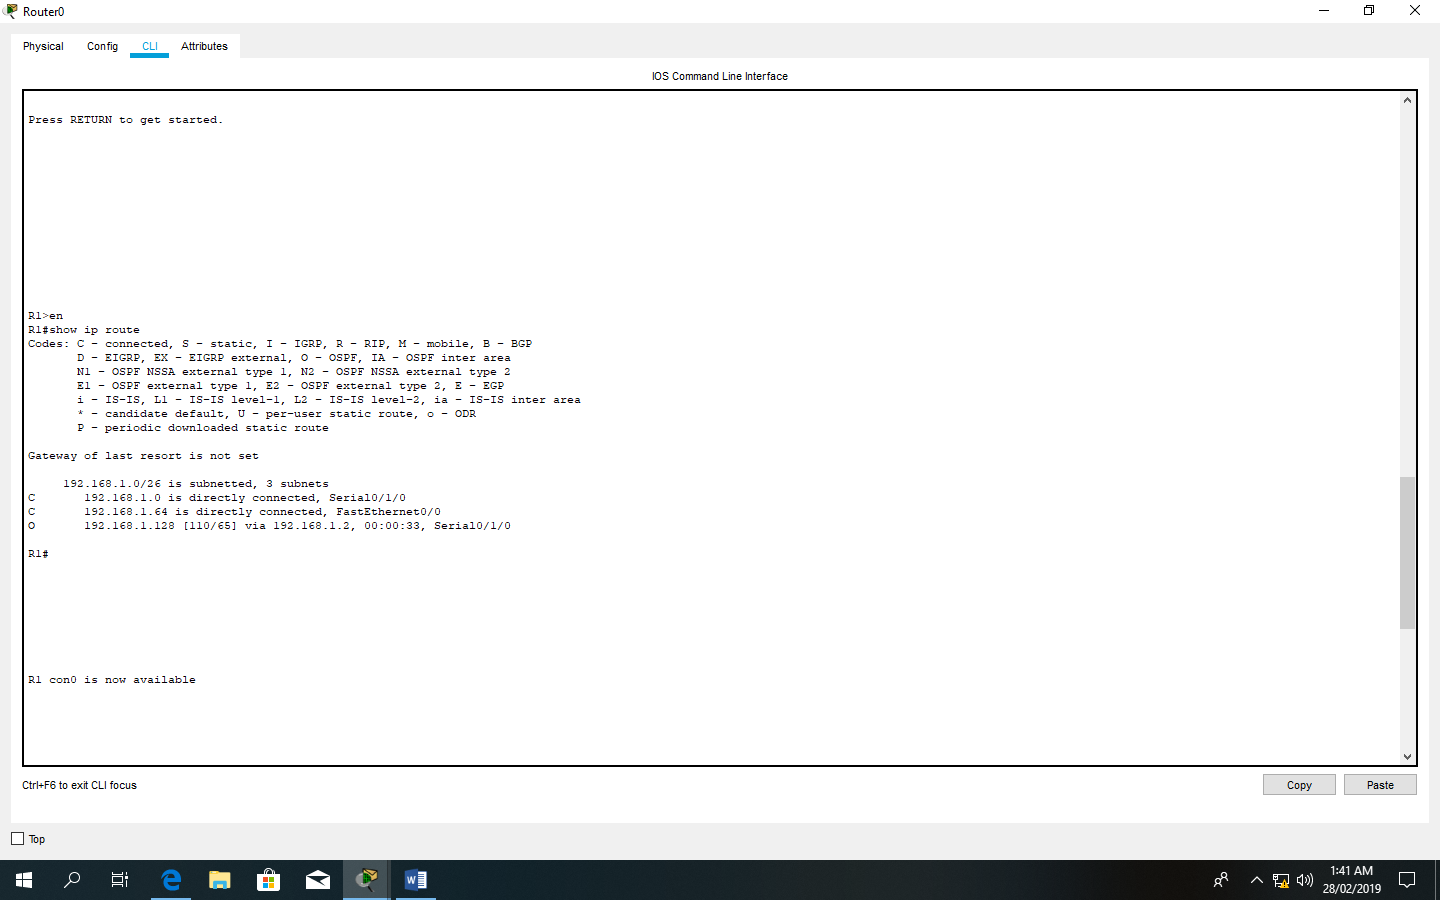 Router0
Physical Config CLI Attributes
IOS Command Line Interface
Press RETURN to get started.
R1>en
R1#show ip route
Codes: C - connected, S - static, I - IGRP, R - RIP, M - mobile, B - BGP
       D - EIGRP, EX - EIGRP external, O - OSPF, IA - OSPF inter area
       N1 - OSPF NSSA external type 1, N2 - OSPF NSSA external type 2
       E1 - OSPF external type 1, E2 - OSPF external type 2, E - EGP
       i - IS-IS, L1 - IS-IS level-1, L2 - IS-IS level-2, ia - IS-IS inter area
       * - candidate default, U - per-user static route, o - ODR
       P - periodic downloaded static route
Gateway of last resort is not set
     192.168.1.0/26 is subnetted, 3 subnets
C       192.168.1.0 is directly connected, Serial0/1/0
C       192.168.1.64 is directly connected, FastEthernet0/0
O       192.168.1.128 [110/65] via 192.168.1.2, 00:00:33, Serial0/1/0
R1#
R1 con0 is now available
Ctrl+F6 to exit CLI focus
Copy Paste
Top
1:41 AM
28/02/2019